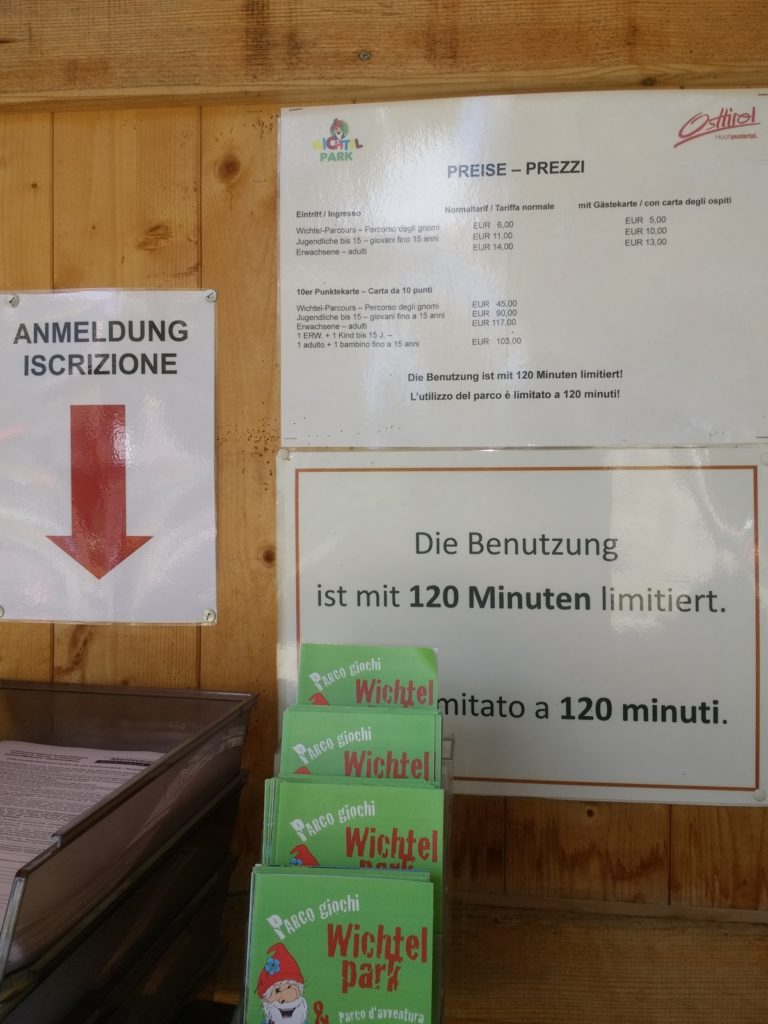 WICHTEL
PARK
Osttirol
Hochpustertal.
PREISE – PREZZI
Eintritt / Ingresso Normaltarif / Tariffa normale mit Gästekarte / con carta degli ospiti
Wichtel-Parcours – Percorso degli gnomi EUR 6,00 EUR 5,00
Jugendliche bis 15 – giovani fino 15 anni EUR 11,00 EUR 10,00
Erwachsene – adulti EUR 14,00 EUR 13,00
10er Punktekarte – Carta da 10 punti
Wichtel-Parcours – Percorso degli gnomi EUR 45,00
Jugendliche bis 15 – giovani fino a 15 anni EUR 90,00
Erwachsene – adulti EUR 117,00
1 ERW. + 1 Kind bis 15 J. –
1 adulto + 1 bambino fino a 15 anni EUR 103,00
Die Benutzung ist mit 120 Minuten limitiert!
L'utilizzo del parco è limitato a 120 minuti!
ANMELDUNG
ISCRIZIONE
Die Benutzung
ist mit 120 Minuten limitiert.
mitato a 120 minuti.
Parco giochi
Wichtel
Parco giochi
Wichtel
Parco giochi
Wichtel
park
Parco giochi
Wichtel
park
& Parco d'avventura